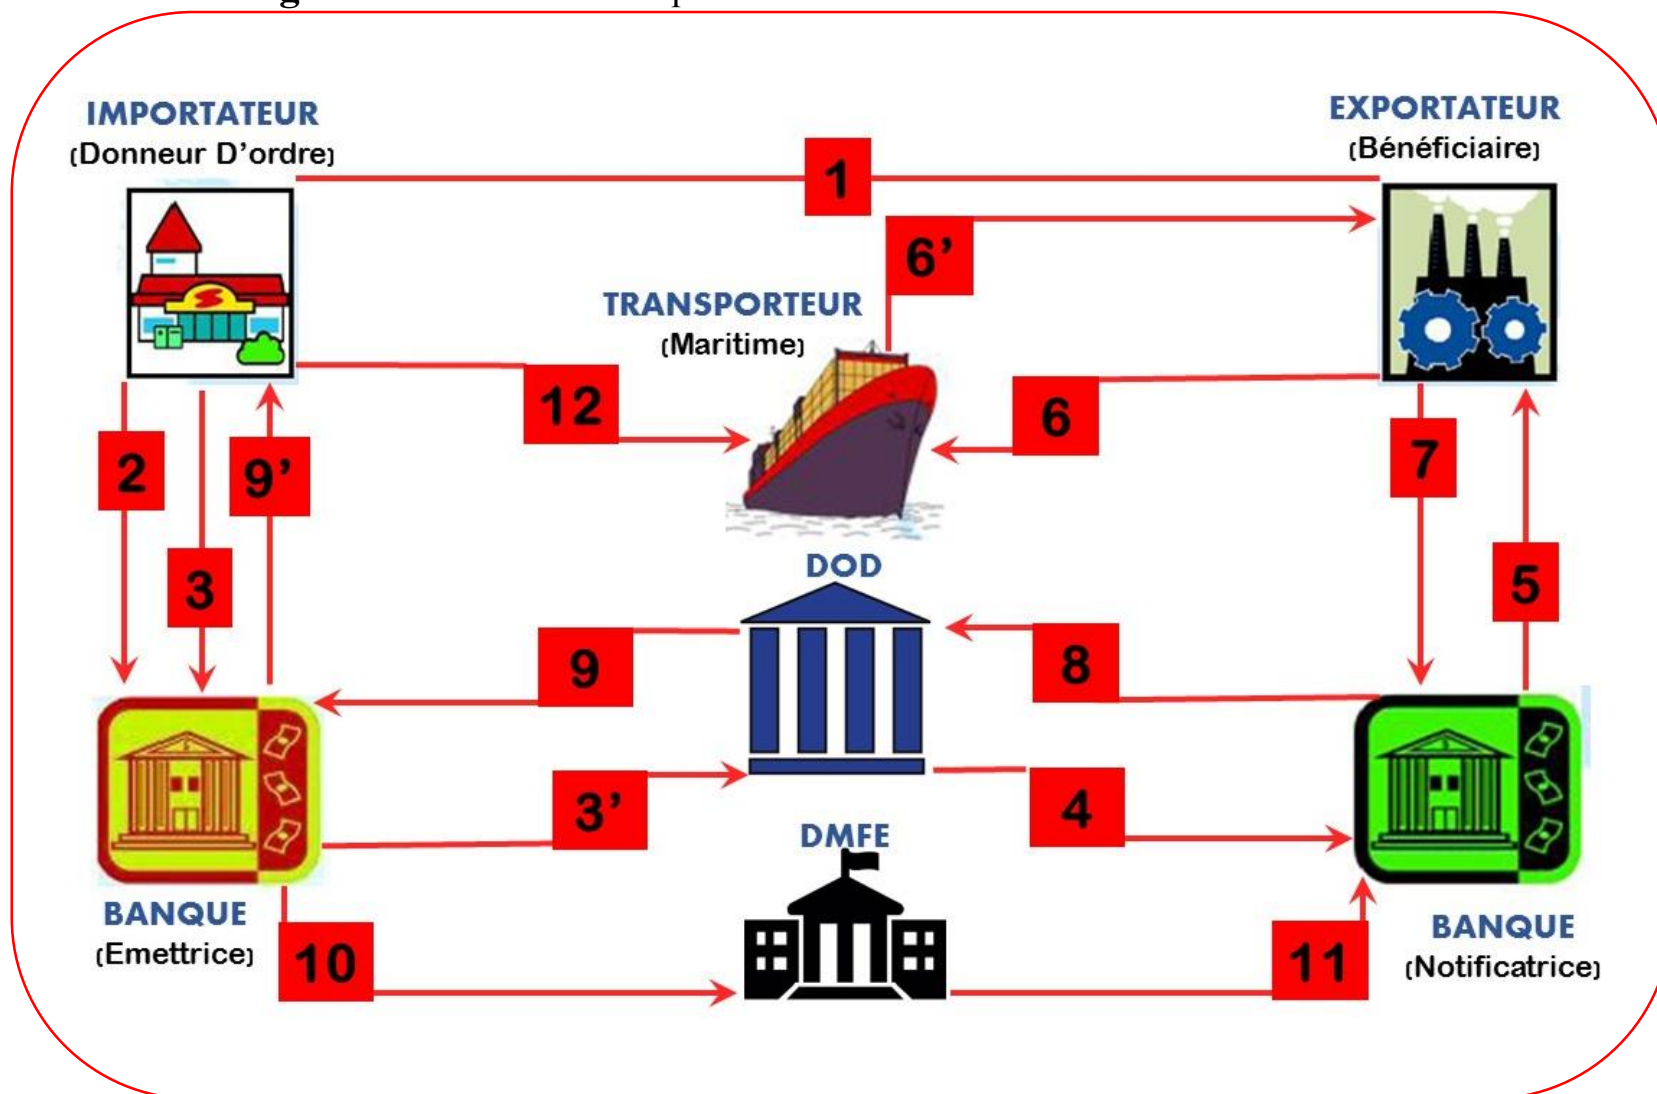 IMPORTATEUR
(Donneur D'ordre)
EXPORTATEUR
(Bénéficiaire)
1
6'
TRANSPORTEUR
(Maritime)
12
6
2
9'
7
3
5
DOD
9
8
3'
4
DMFE
BANQUE
(Emettrice)
10
11
BANQUE
(Notificatrice)